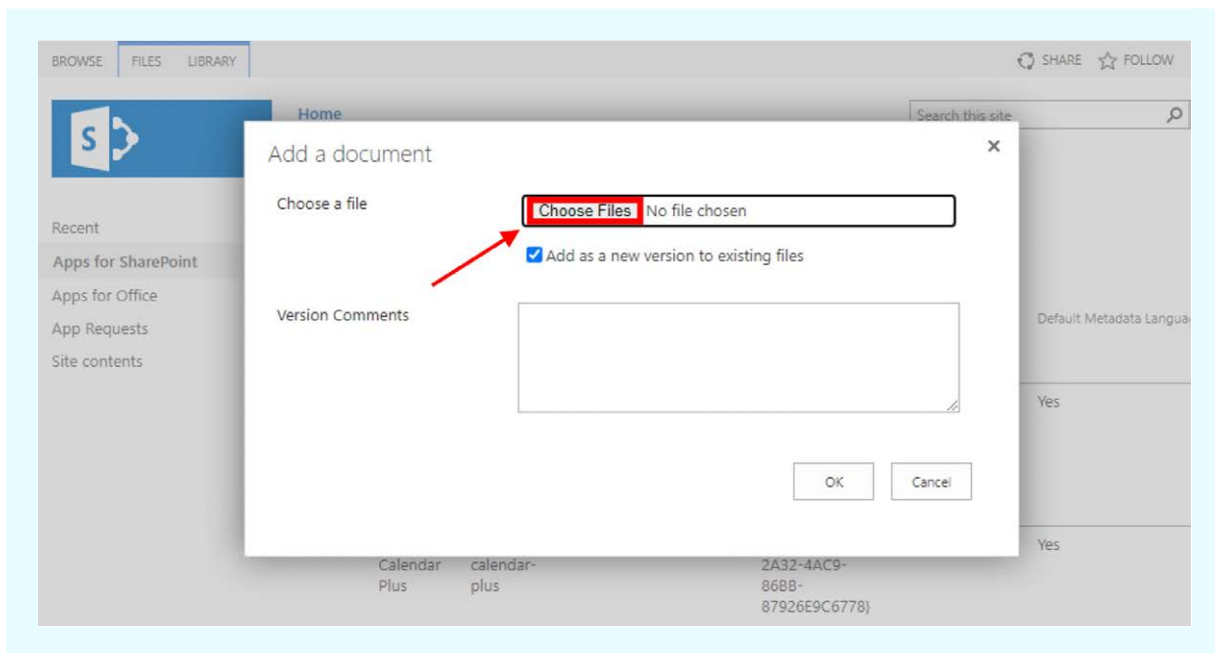 BROWSE FILES LIBRARY SHARE FOLLOW
S
Home
Search this site
Add a document
Choose a file
Choose Files No file chosen
Add as a new version to existing files
Version Comments
OK Cancel
Recent
Apps for SharePoint
Apps for Office
App Requests
Site contents
Default Metadata Langua
Yes
Yes
Calendar calendar- 2A32-4AC9-
Plus plus 86BB-
87926E9C6778}